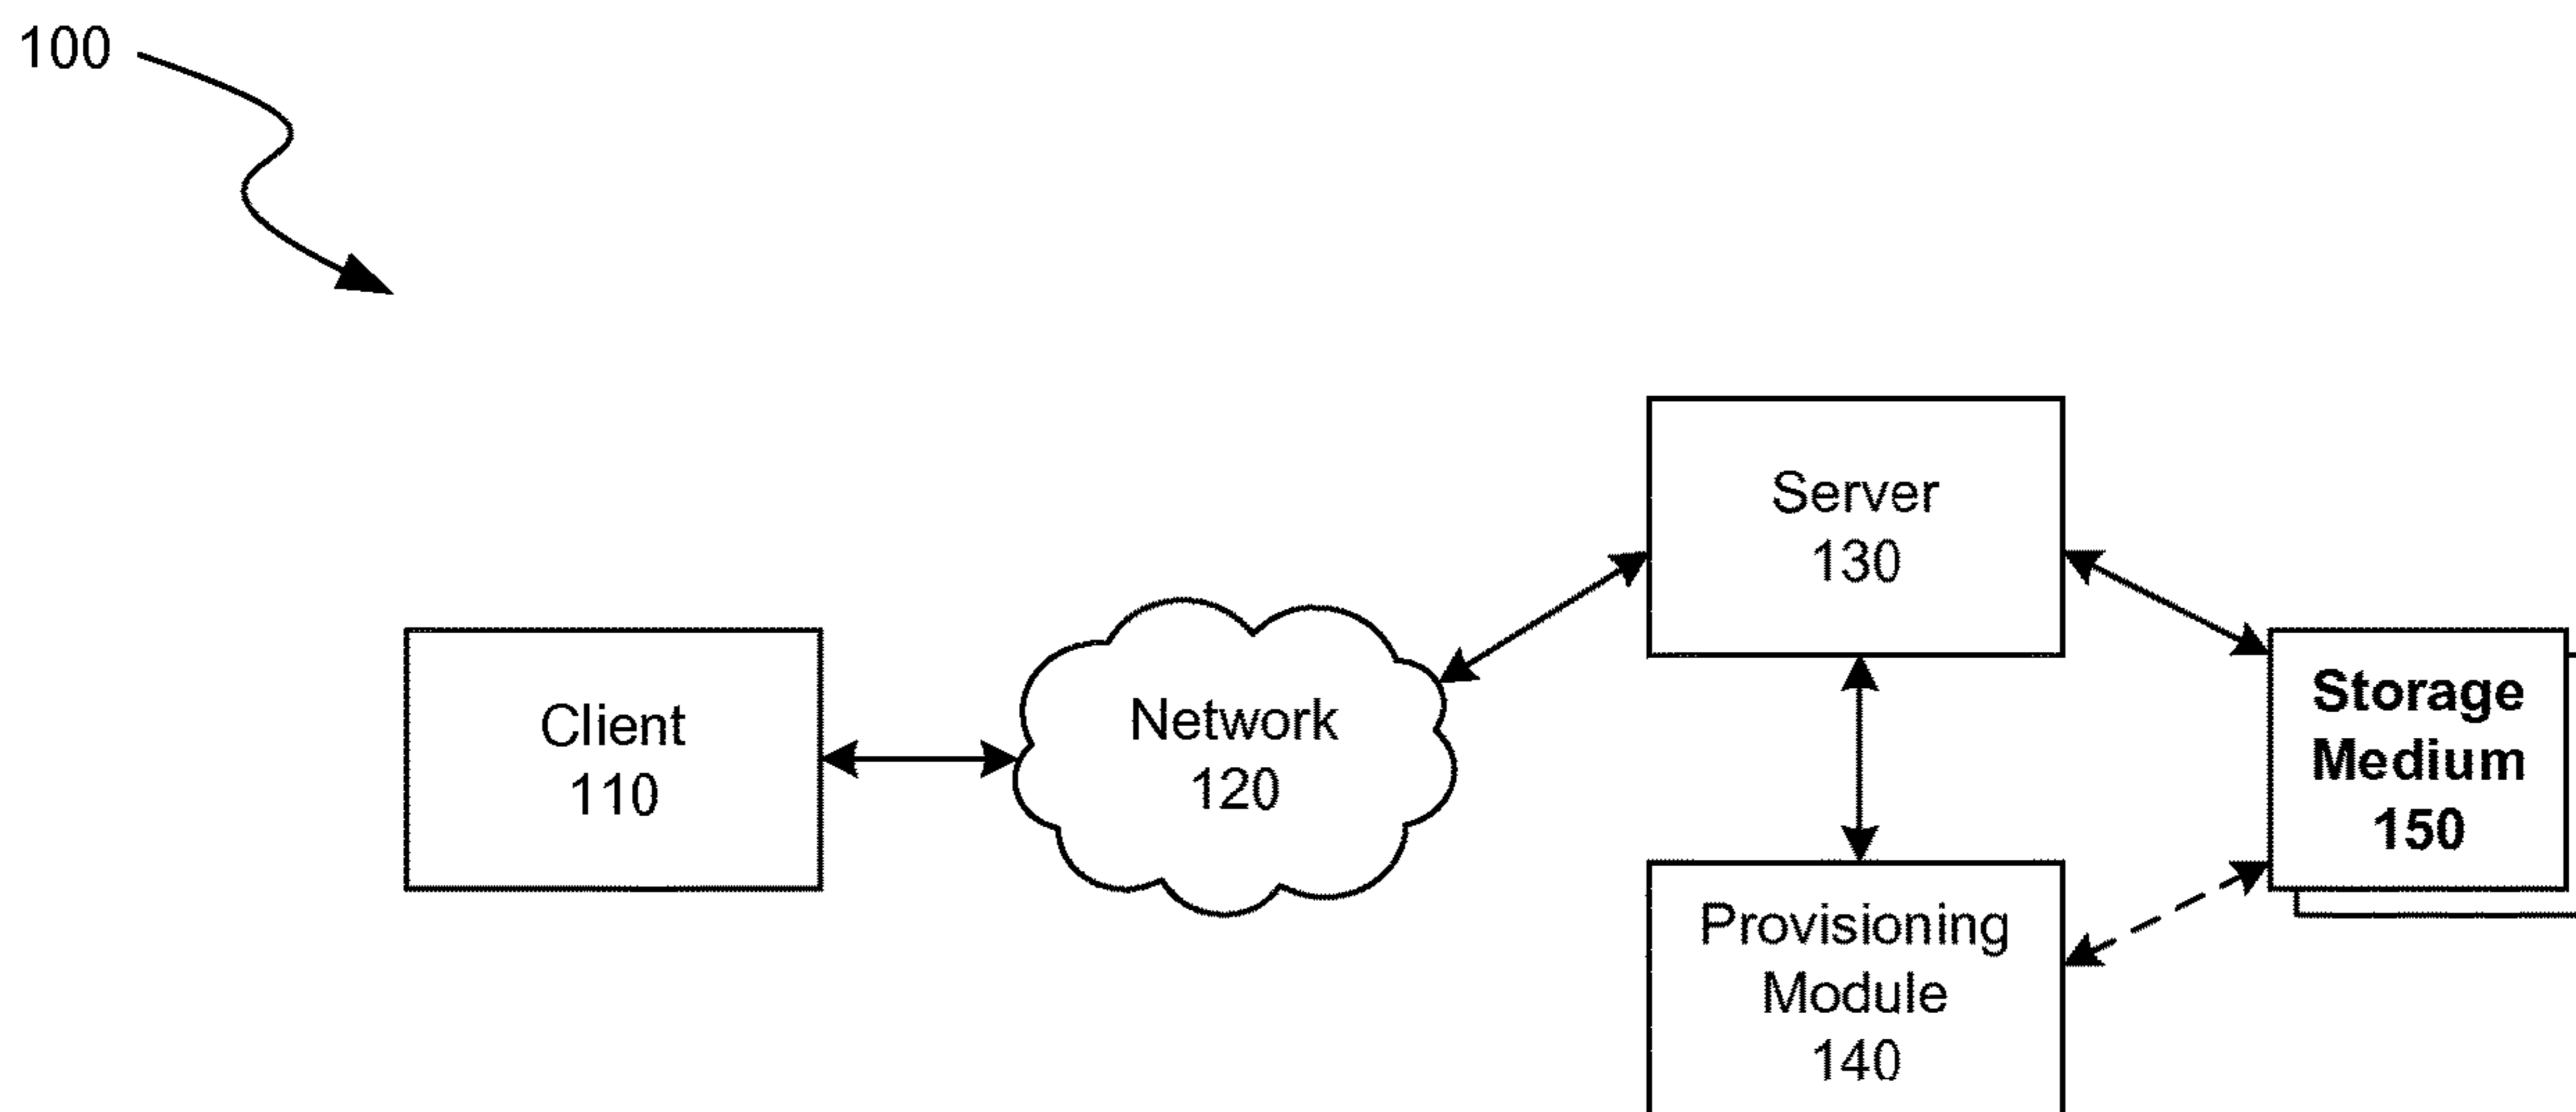 100
Server
130
Client
110
Network
120
Storage
Medium
150
Provisioning
Module
140